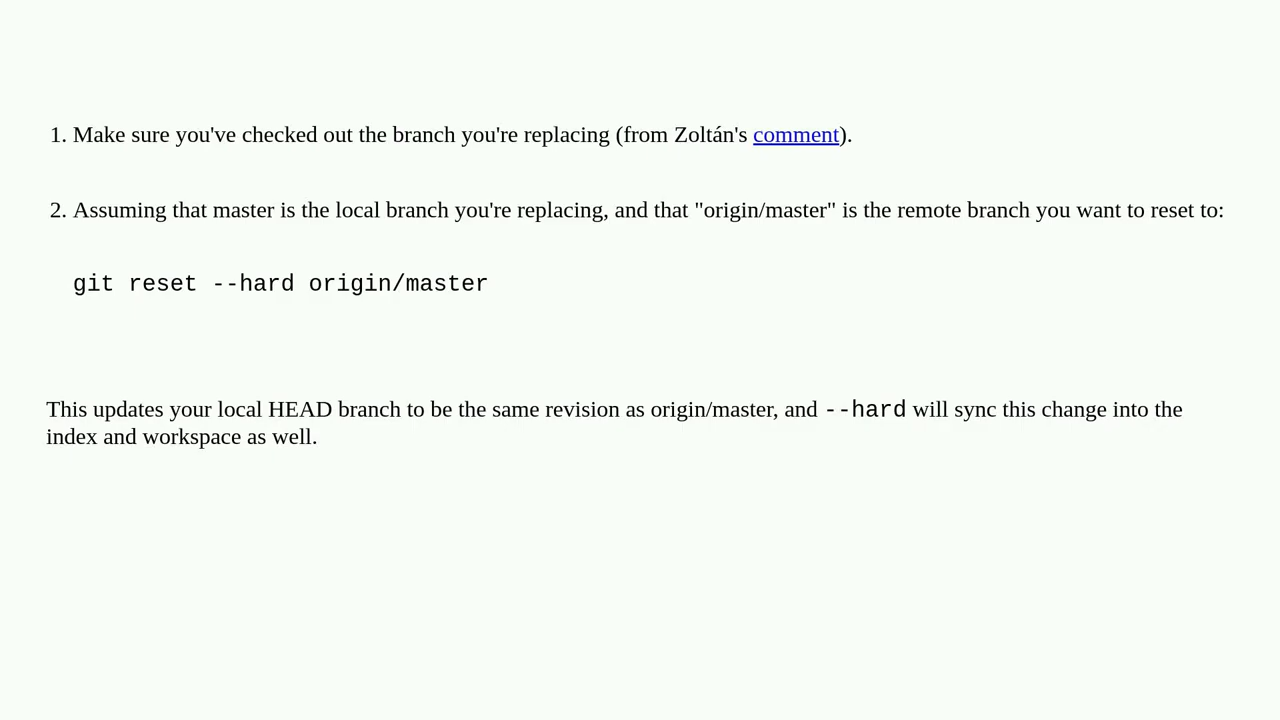 1. Make sure you've checked out the branch you're replacing (from Zoltán's comment).
2. Assuming that master is the local branch you're replacing, and that "origin/master" is the remote branch you want to reset to:
git reset --hard origin/master
This updates your local HEAD branch to be the same revision as origin/master, and --hard will sync this change into the
index and workspace as well.